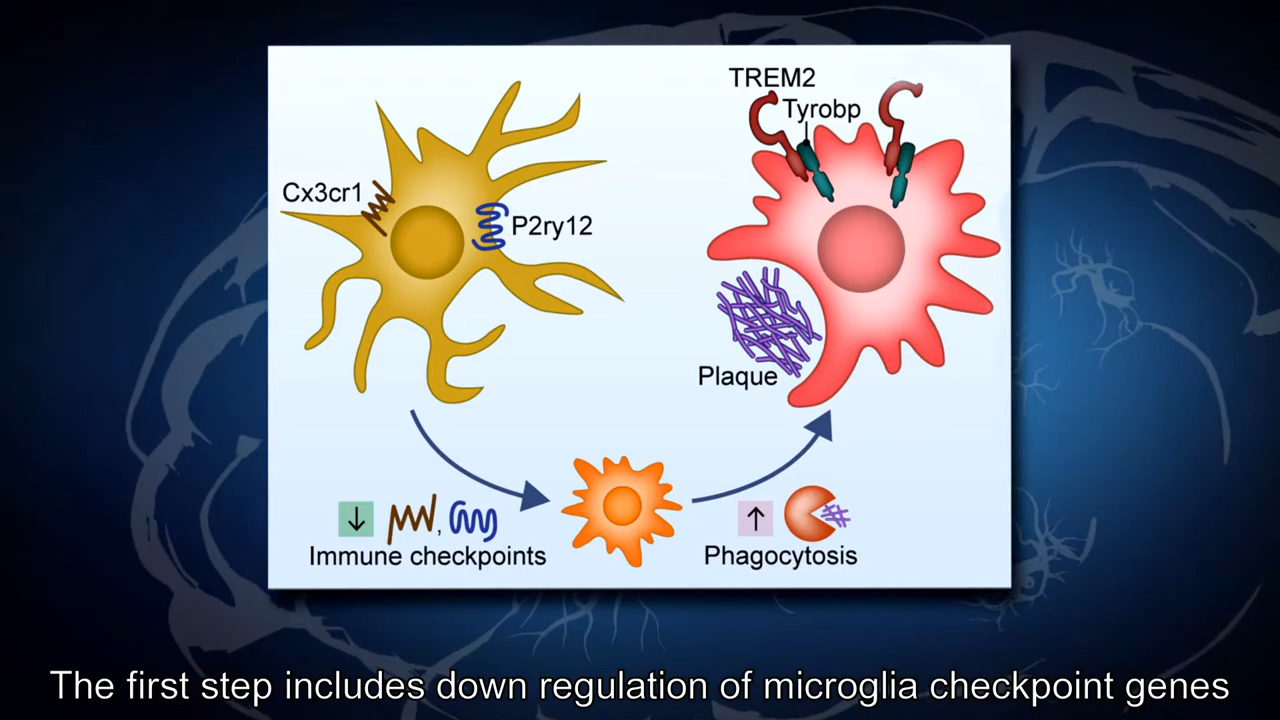 TREM2
Tyrobp
Cx3cr1
P2ry12
Plaque
↓ ,
Immune checkpoints
↑
Phagocytosis
The first step includes down regulation of microglia checkpoint genes